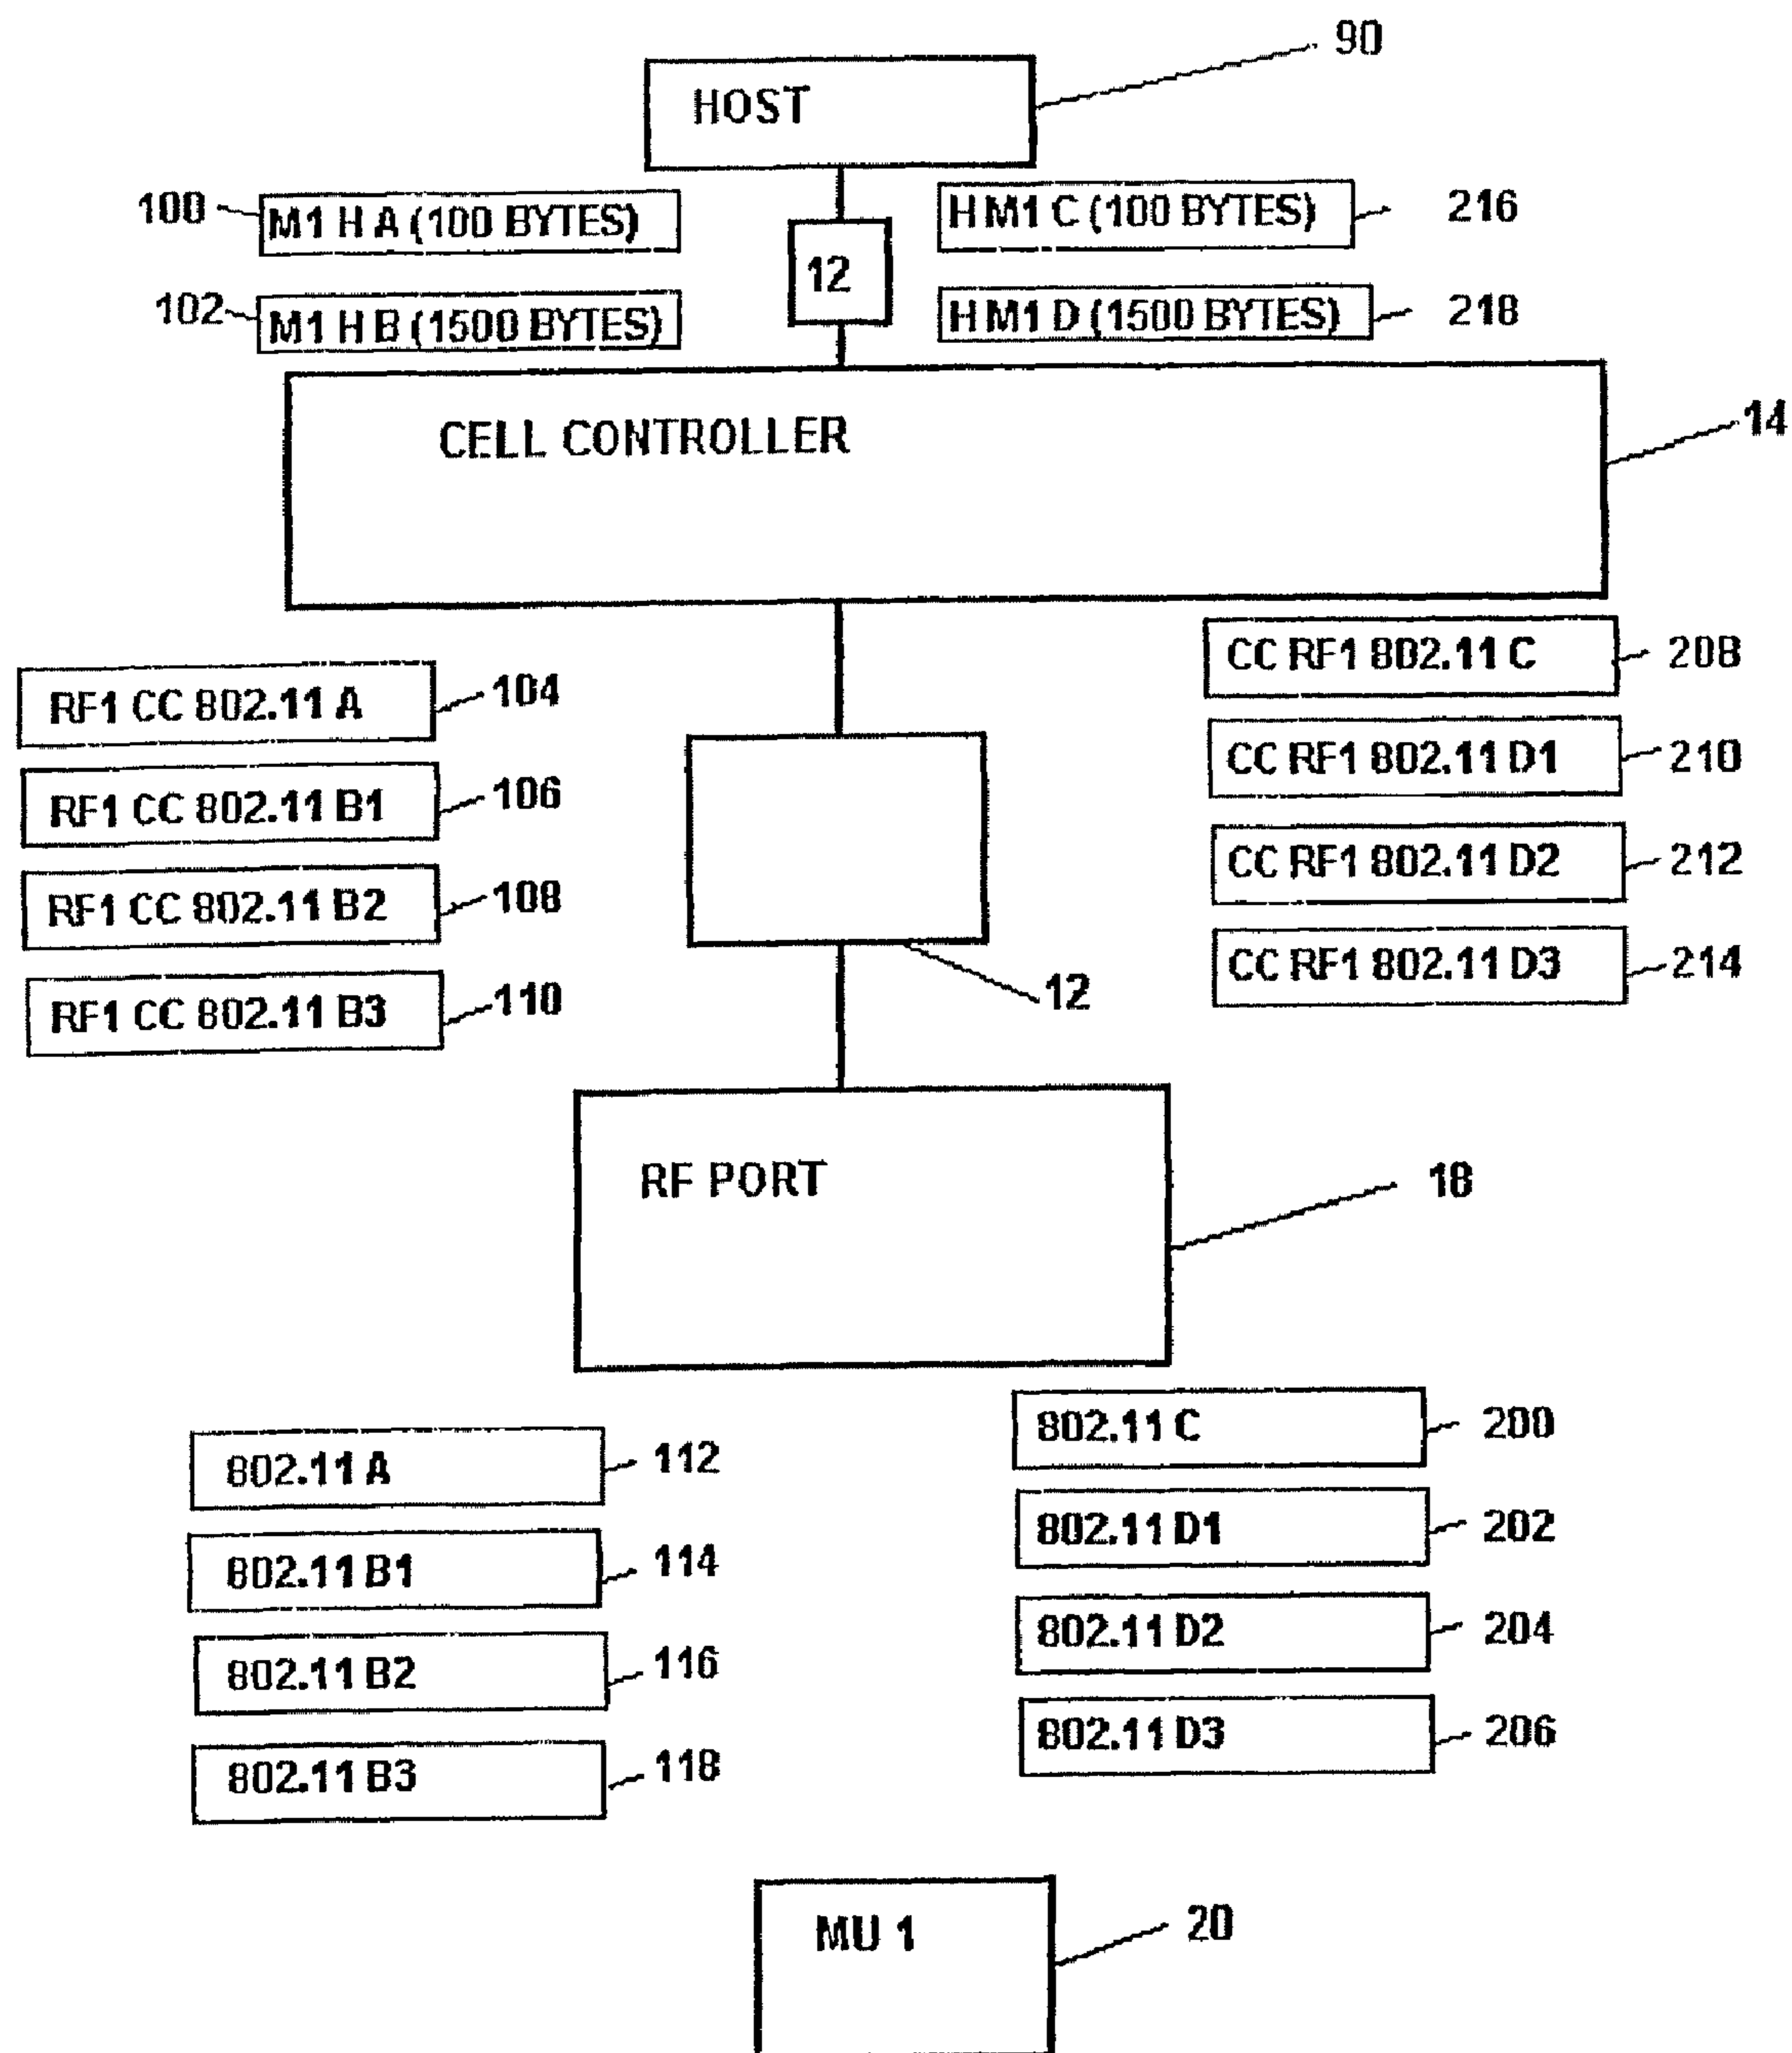 90
HOST
100
M1 H A (100 BYTES)
H M1 C (100 BYTES)
216
12
102
M1 H B (1500 BYTES)
H M1 D (1500 BYTES)
218
CELL CONTROLLER
14
CC RF1 802.11 C
208
RF1 CC 802.11 A
104
CC RF1 802.11 D1
210
RF1 CC 802.11 B1
106
CC RF1 802.11 D2
212
RF1 CC 802.11 B2
108
CC RF1 802.11 D3
214
RF1 CC 802.11 B3
110
12
RF PORT
18
802.11 C
200
802.11 A
112
802.11 D1
202
802.11 B1
114
802.11 D2
204
802.11 B2
116
802.11 D3
206
802.11 B3
118
MU 1
20